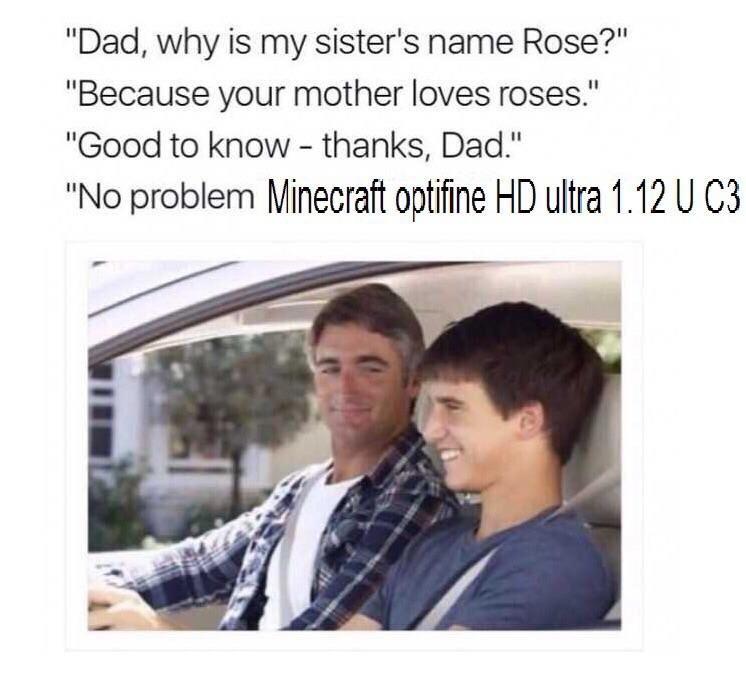 "Dad, why is my sister's name Rose?"
"Because your mother loves roses."
"Good to know - thanks, Dad."
"No problem Minecraft optifine HD ultra 1.12 U C3